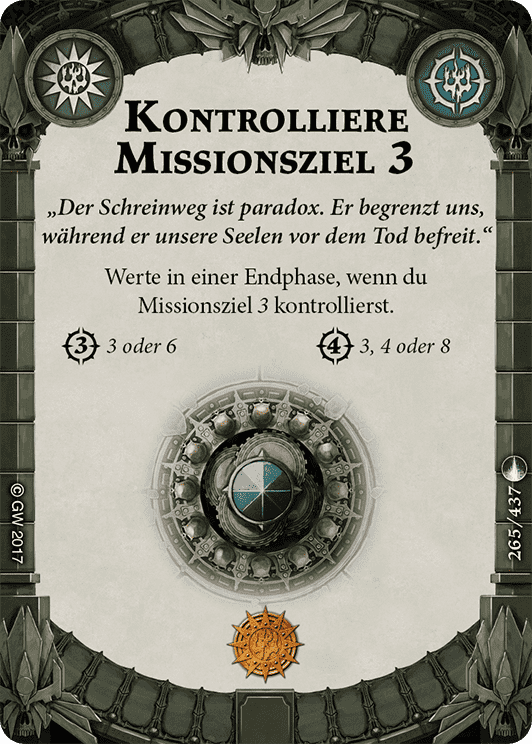 Kontrolliere
Missionsziel 3
„Der Schreinweg ist paradox. Er begrenzt uns,
während er unsere Seelen vor dem Tod befreit.“
Werte in einer Endphase, wenn du
Missionsziel 3 kontrollierst.
3 3 oder 6
4 3, 4 oder 8
© GW 2017
265/437